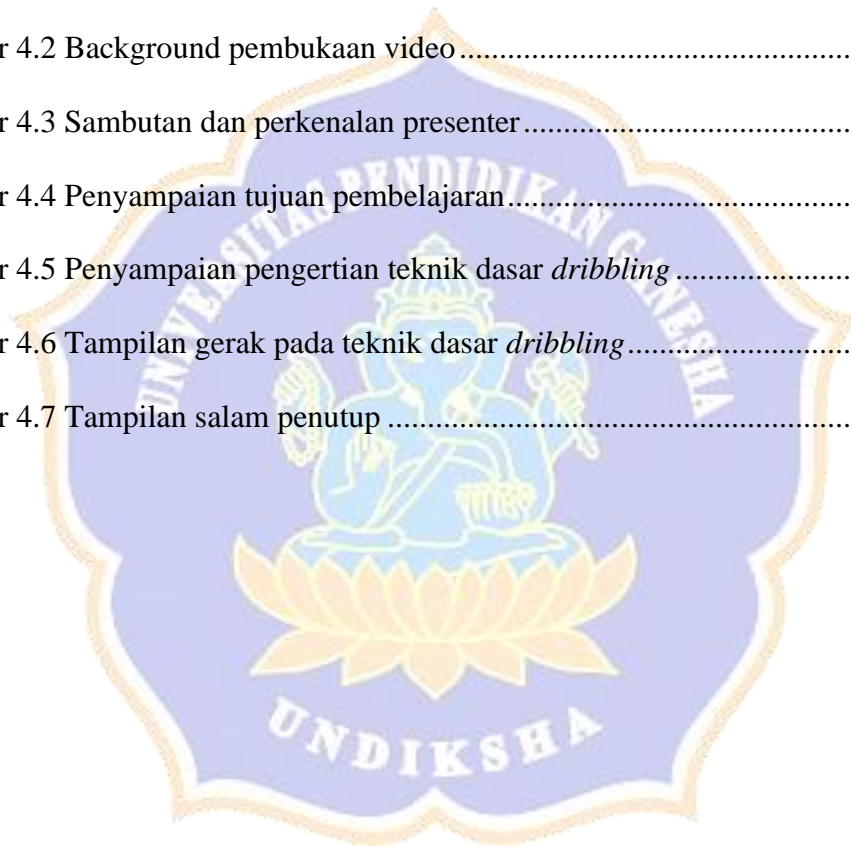 r 4.2 Background pembukaan video....................................................
r 4.3 Sambutan dan perkenalan presenter...........................................
r 4.4 Penyampaian tujuan pembelajaran.............................................
r 4.5 Penyampaian pengertian teknik dasar dribbling........................
r 4.6 Tampilan gerak pada teknik dasar dribbling..............................
r 4.7 Tampilan salam penutup............................................................
UNIVERSITAS PENDIDIKAN GANESHA
UNDIKSHA